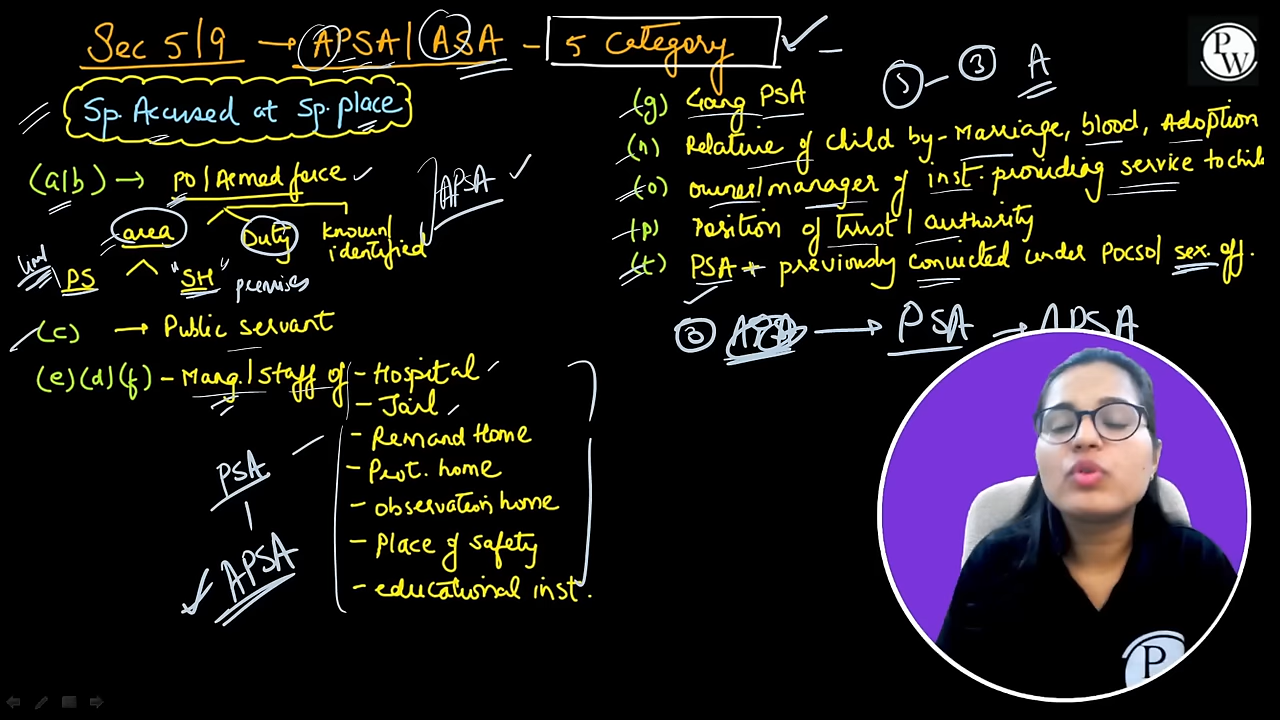 Sec 5/9 → APSA/ASA - 5 Category
Sp. Accused at Sp. place
(a/b) → PO/Armed force
APSA
area Duty known/identified
PS "SH" premises
(c) → Public servant
(e)(d)(f) - Mang./Staff of - Hospital
- Jail
- Remand Home
- Prot. home
- observation home
- Place of safety
- educational inst.
PSA
APSA
5 - 3 A
(g) Gang PSA
(n) Relative of child by - Marriage, blood, Adoption
(o) owner/manager of inst. providing service to chil
(p) Position of trust/authority
(t) PSA + previously convicted under POCSO/ sex. off.
3 → PSA → APSA
PW
P